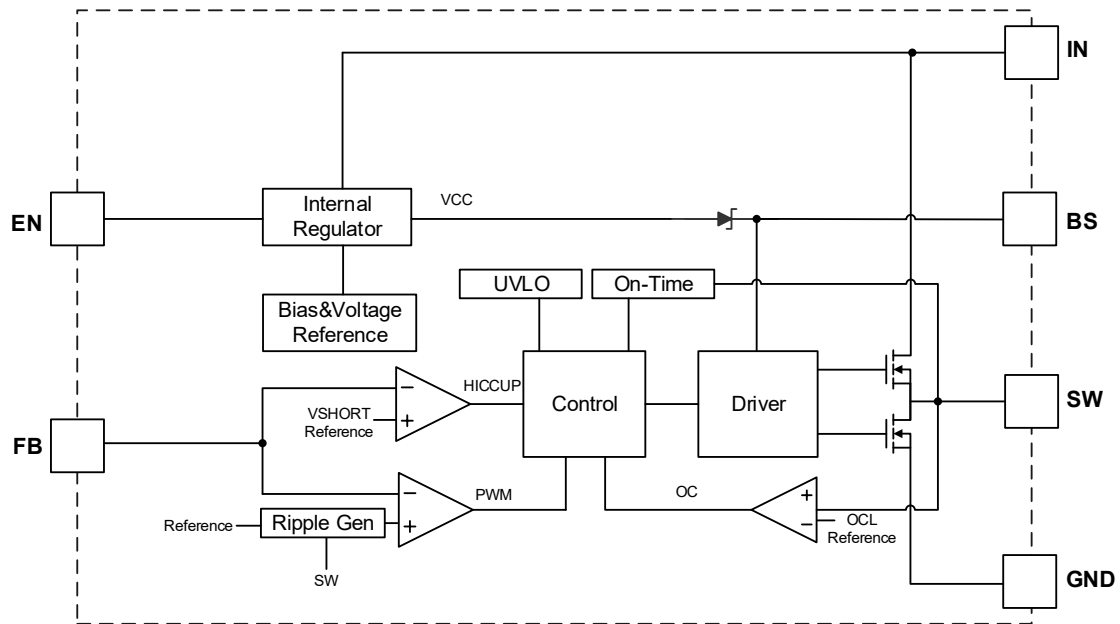 IN
EN
Internal
Regulator
VCC
BS
UVLO
On-Time
Bias&Voltage
Reference
HICCUP
VSHORT
Reference
Control
Driver
SW
FB
PWM
OC
Reference
Ripple Gen
OCL
Reference
SW
GND
−
+
−
+
+
−